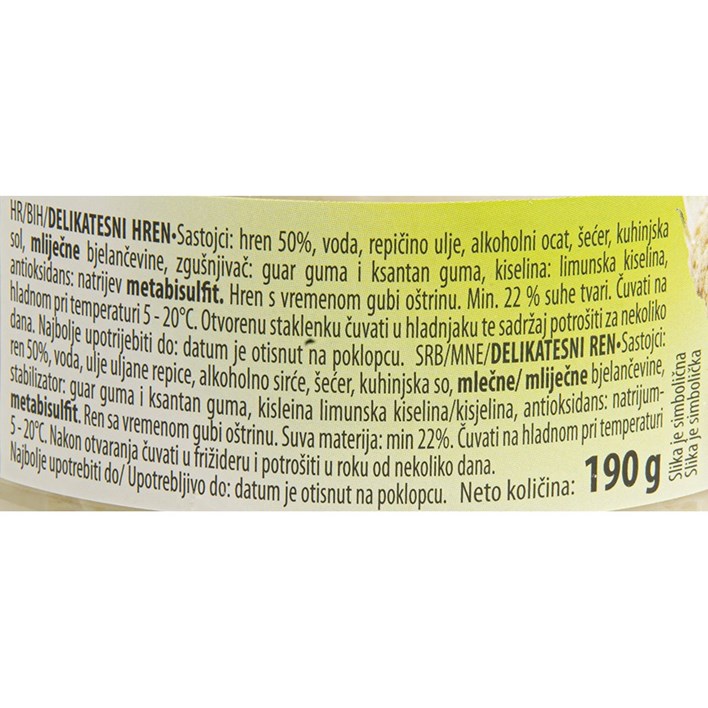 HR/BIH/DELIKATESNI HREN•Sastojci: hren 50%, voda, repičino ulje, alkoholni ocat, šećer, kuhinjska
sol, mliječne bjelančevine, zgušnjivač: guar guma i ksantan guma, kiselina: limunska kiselina,
antioksidans: natrijev metabisulfit. Hren s vremenom gubi oštrinu. Min. 22 % suhe tvari. Čuvati na
hladnom pri temperaturi 5 - 20°C. Otvorenu staklenku čuvati u hladnjaku te sadržaj potrošiti za nekoliko
dana. Najbolje upotrijebiti do: datum je otisnut na poklopcu. SRB/MNE/DELIKATESNI REN•Sastojci:
ren 50%, voda, ulje uljane repice, alkoholno sirće, šećer, kuhinjska so, mlečne/ mliječne bjelančevine,
stabilizator: guar guma i ksantan guma, kisleina limunska kiselina/kisjelina, antioksidans: natrijum-
metabisulfit. Ren sa vremenom gubi oštrinu. Suva materija: min 22%. Čuvati na hladnom pri temperaturi
5 - 20°C. Nakon otvaranja čuvati u frižideru i potrošiti u roku od nekoliko dana.
Najbolje upotrebiti do/ Upotrebljivo do: datum je otisnut na poklopcu. Neto količina: 190 g
Slika je simbolična
Slika je simbolička